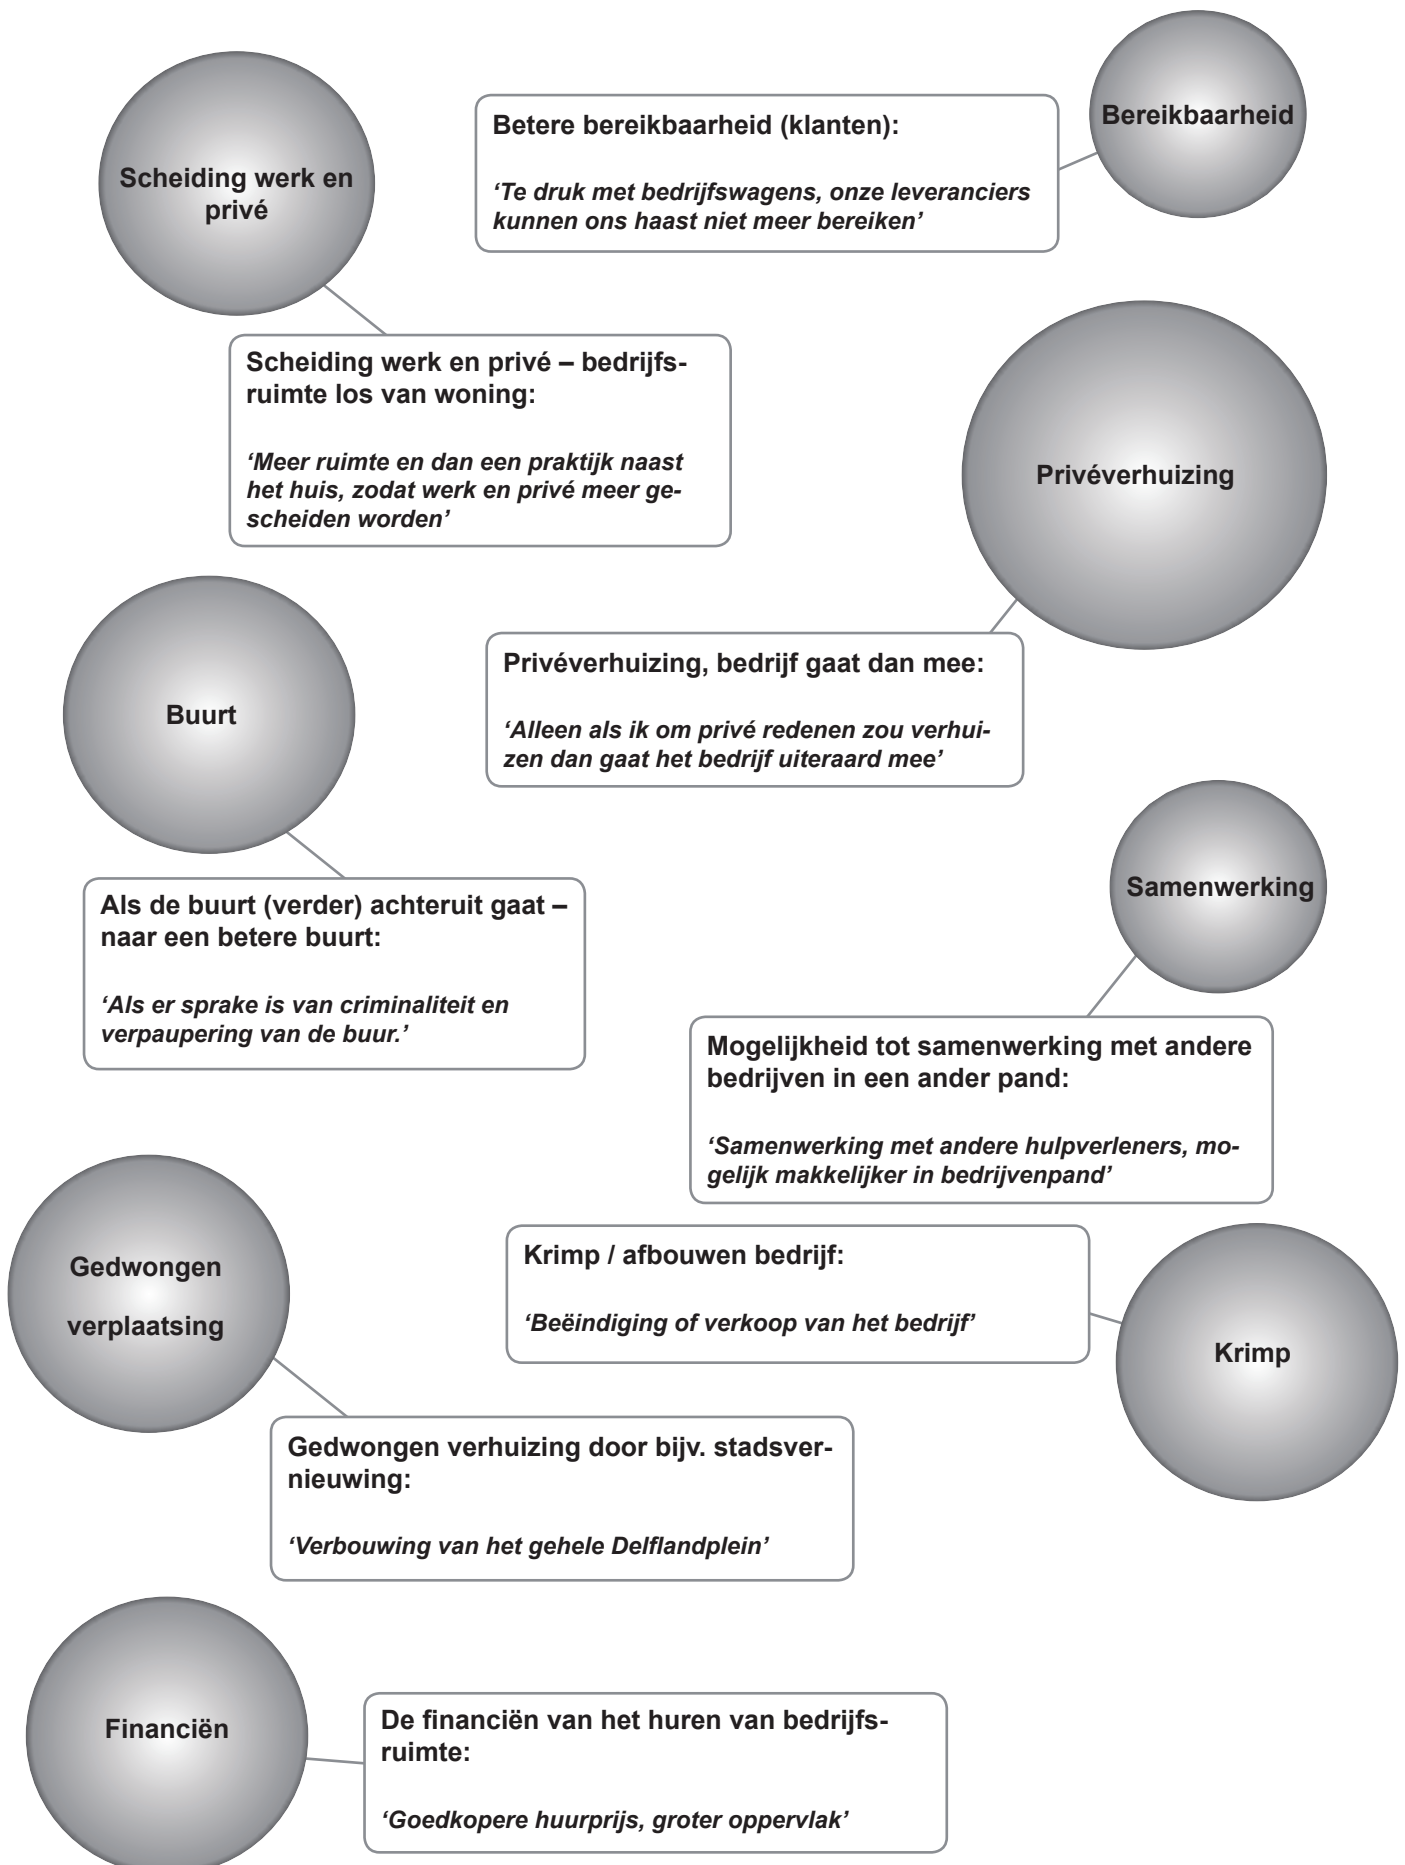 Bereikbaarheid
Betere bereikbaarheid (klanten):
‘Te druk met bedrijfswagens, onze leveranciers
kunnen ons haast niet meer bereiken’
Scheiding werk en
privé
Scheiding werk en privé – bedrijfs-
ruimte los van woning:
‘Meer ruimte en dan een praktijk naast
het huis, zodat werk en privé meer ge-
scheiden worden’
Privéverhuizing
Privéverhuizing, bedrijf gaat dan mee:
‘Alleen als ik om privé redenen zou verhui-
zen dan gaat het bedrijf uiteraard mee’
Buurt
Als de buurt (verder) achteruit gaat –
naar een betere buurt:
‘Als er sprake is van criminaliteit en
verpaupering van de buur.’
Samenwerking
Mogelijkheid tot samenwerking met andere
bedrijven in een ander pand:
‘Samenwerking met andere hulpverleners, mo-
gelijk makkelijker in bedrijvenpand’
Gedwongen
verplaatsing
Krimp / afbouwen bedrijf:
‘Beëindiging of verkoop van het bedrijf’
Krimp
Gedwongen verhuizing door bijv. stadsver-
nieuwing:
‘Verbouwing van het gehele Delflandplein’
Financiën
De financiën van het huren van bedrijfs-
ruimte:
‘Goedkopere huurprijs, groter oppervlak’